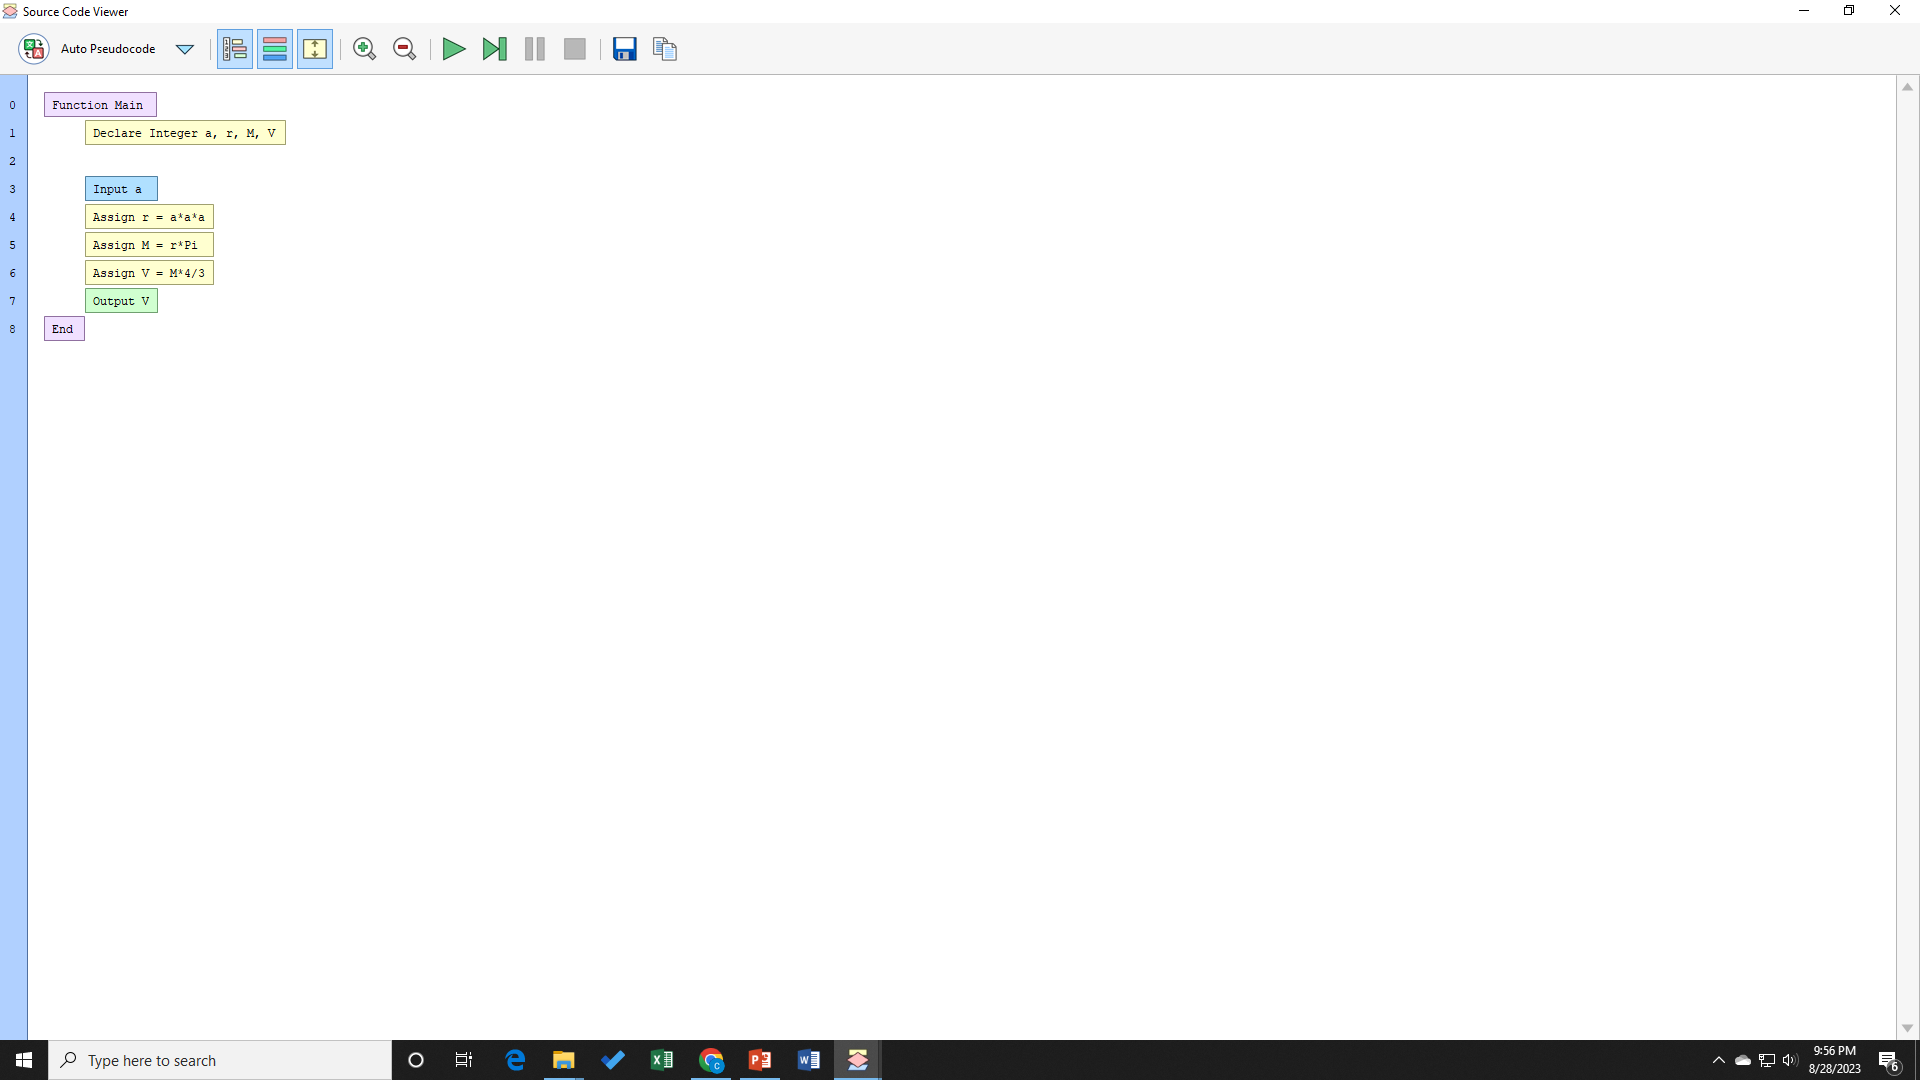 Source Code Viewer
Auto Pseudocode
0 Function Main
1 Declare Integer a, r, M, V
2
3 Input a
4 Assign r = a*a*a
5 Assign M = r*Pi
6 Assign V = M*4/3
7 Output V
8 End
Type here to search
9:56 PM
8/28/2023
6